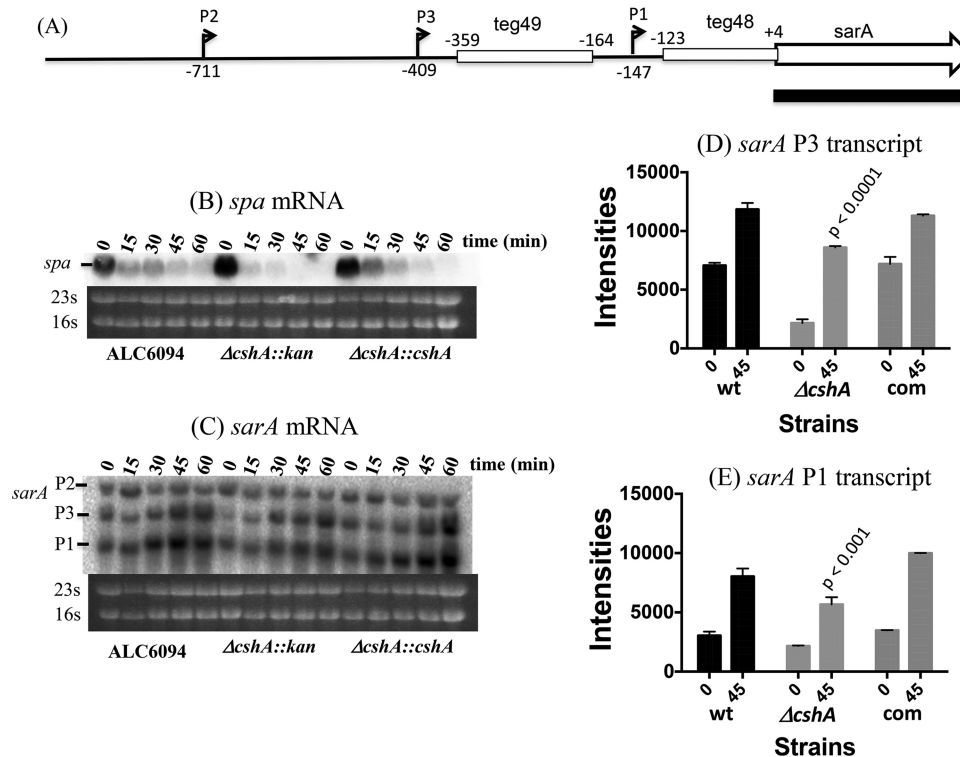 (A)
P2
P3
-359
teg49
-164
P1
-123
teg48
+4
sarA
-711
-409
-147
(B) spa mRNA
0 15 30 45 60 0 15 30 45 60 0 15 30 45 60 time (min)
spa
23s
16s
ALC6094 ΔcshA::kan ΔcshA::cshA
(C) sarA mRNA
0 15 30 45 60 0 15 30 45 60 0 15 30 45 60 time (min)
sarA
P2
P3
P1
23s
16s
ALC6094 ΔcshA::kan ΔcshA::cshA
(D) sarA P3 transcript
Intensities
15000
10000
5000
0
p < 0.0001
0 45 0 45 0 45
wt ΔcshA com
Strains
(E) sarA P1 transcript
Intensities
15000
10000
5000
0
p < 0.001
0 45 0 45 0 45
wt ΔcshA com
Strains